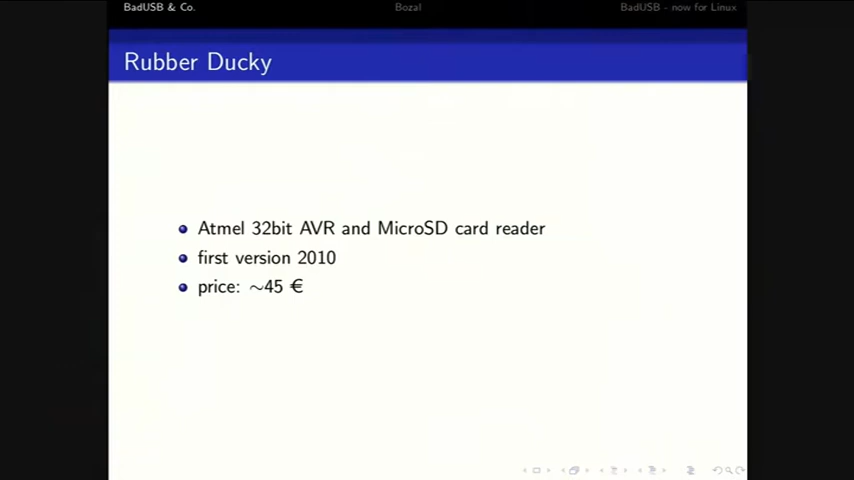 BadUSB & Co.
Bozal
BadUSB - now for Linux
Rubber Ducky
Atmel 32bit AVR and MicroSD card reader
first version 2010
price: ∼45 €